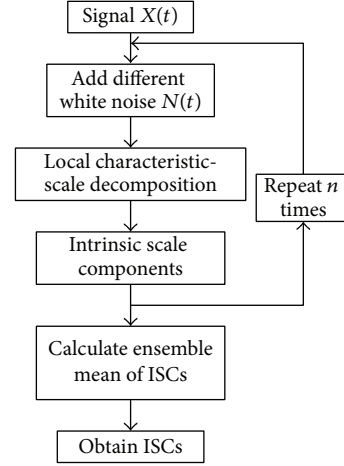 Signal X(t)
Add different
white noise N(t)
Local characteristic-
scale decomposition
Repeat n
times
Intrinsic scale
components
Calculate ensemble
mean of ISCs
Obtain ISCs